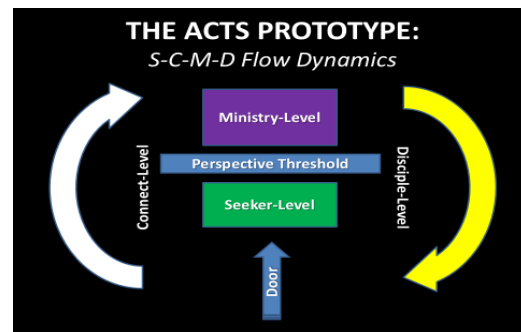 THE ACTS PROTOTYPE:
S-C-M-D Flow Dynamics
Ministry-Level
Perspective Threshold
Seeker-Level
Connect-Level
Disciple-Level
Door